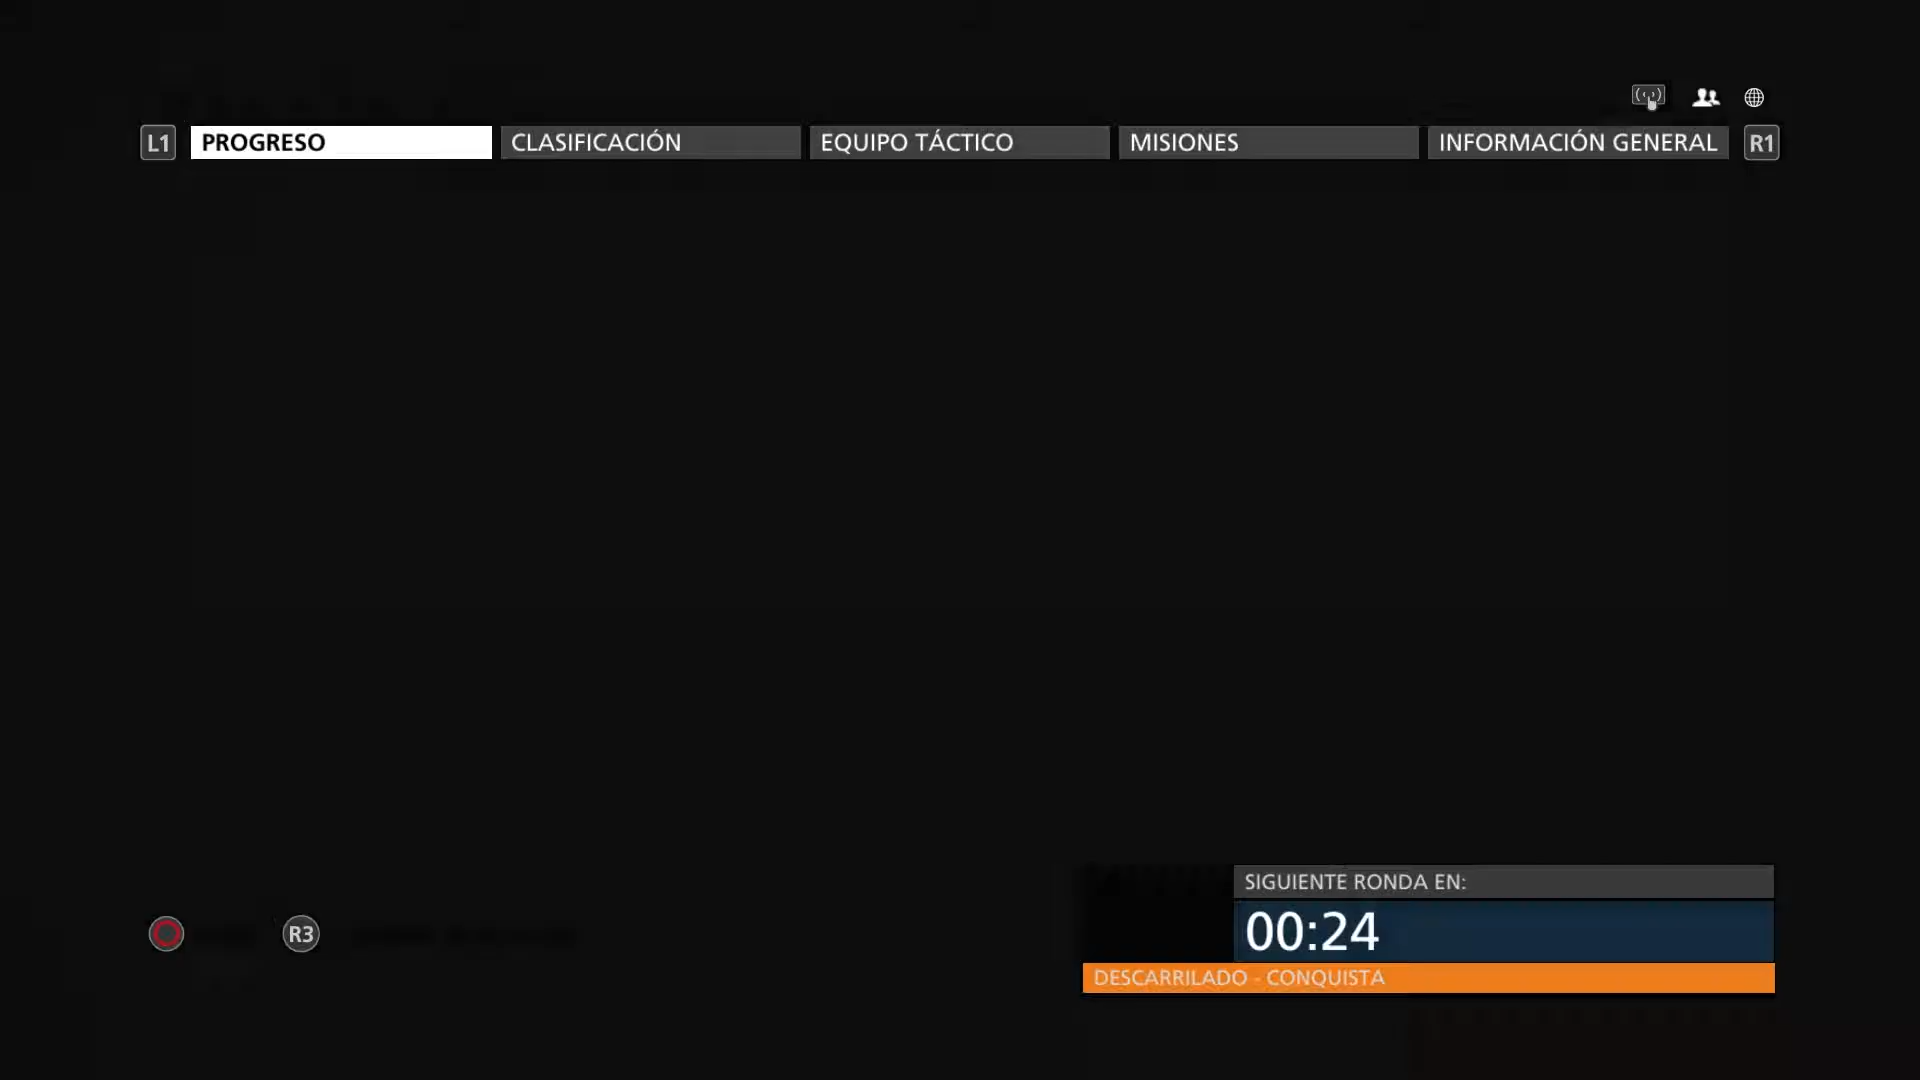 L1 PROGRESO CLASIFICACIÓN EQUIPO TÁCTICO MISIONES INFORMACIÓN GENERAL R1
SIGUIENTE RONDA EN:
00:24
R3
DESCARRILADO - CONQUISTA